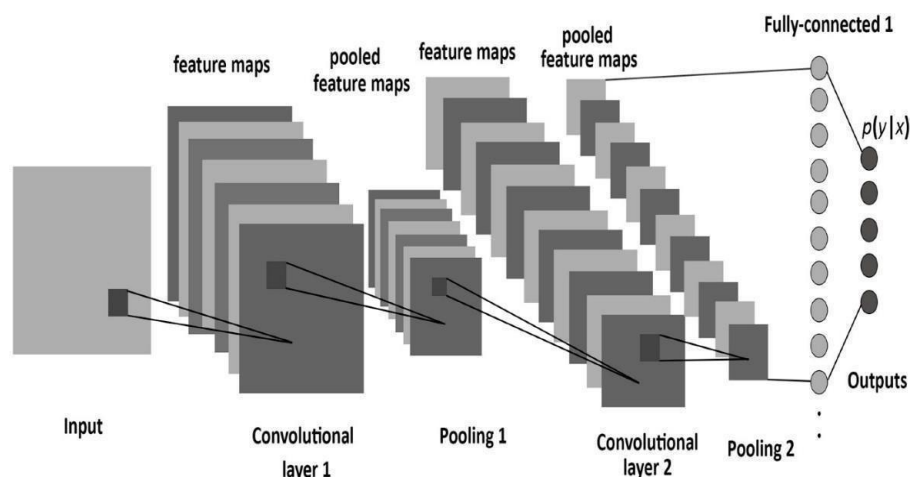 Fully-connected 1
feature maps
pooled
feature maps
feature maps
pooled
feature maps
p(y|x)
Input
Convolutional
layer 1
Pooling 1
Convolutional
layer 2
Pooling 2
Outputs